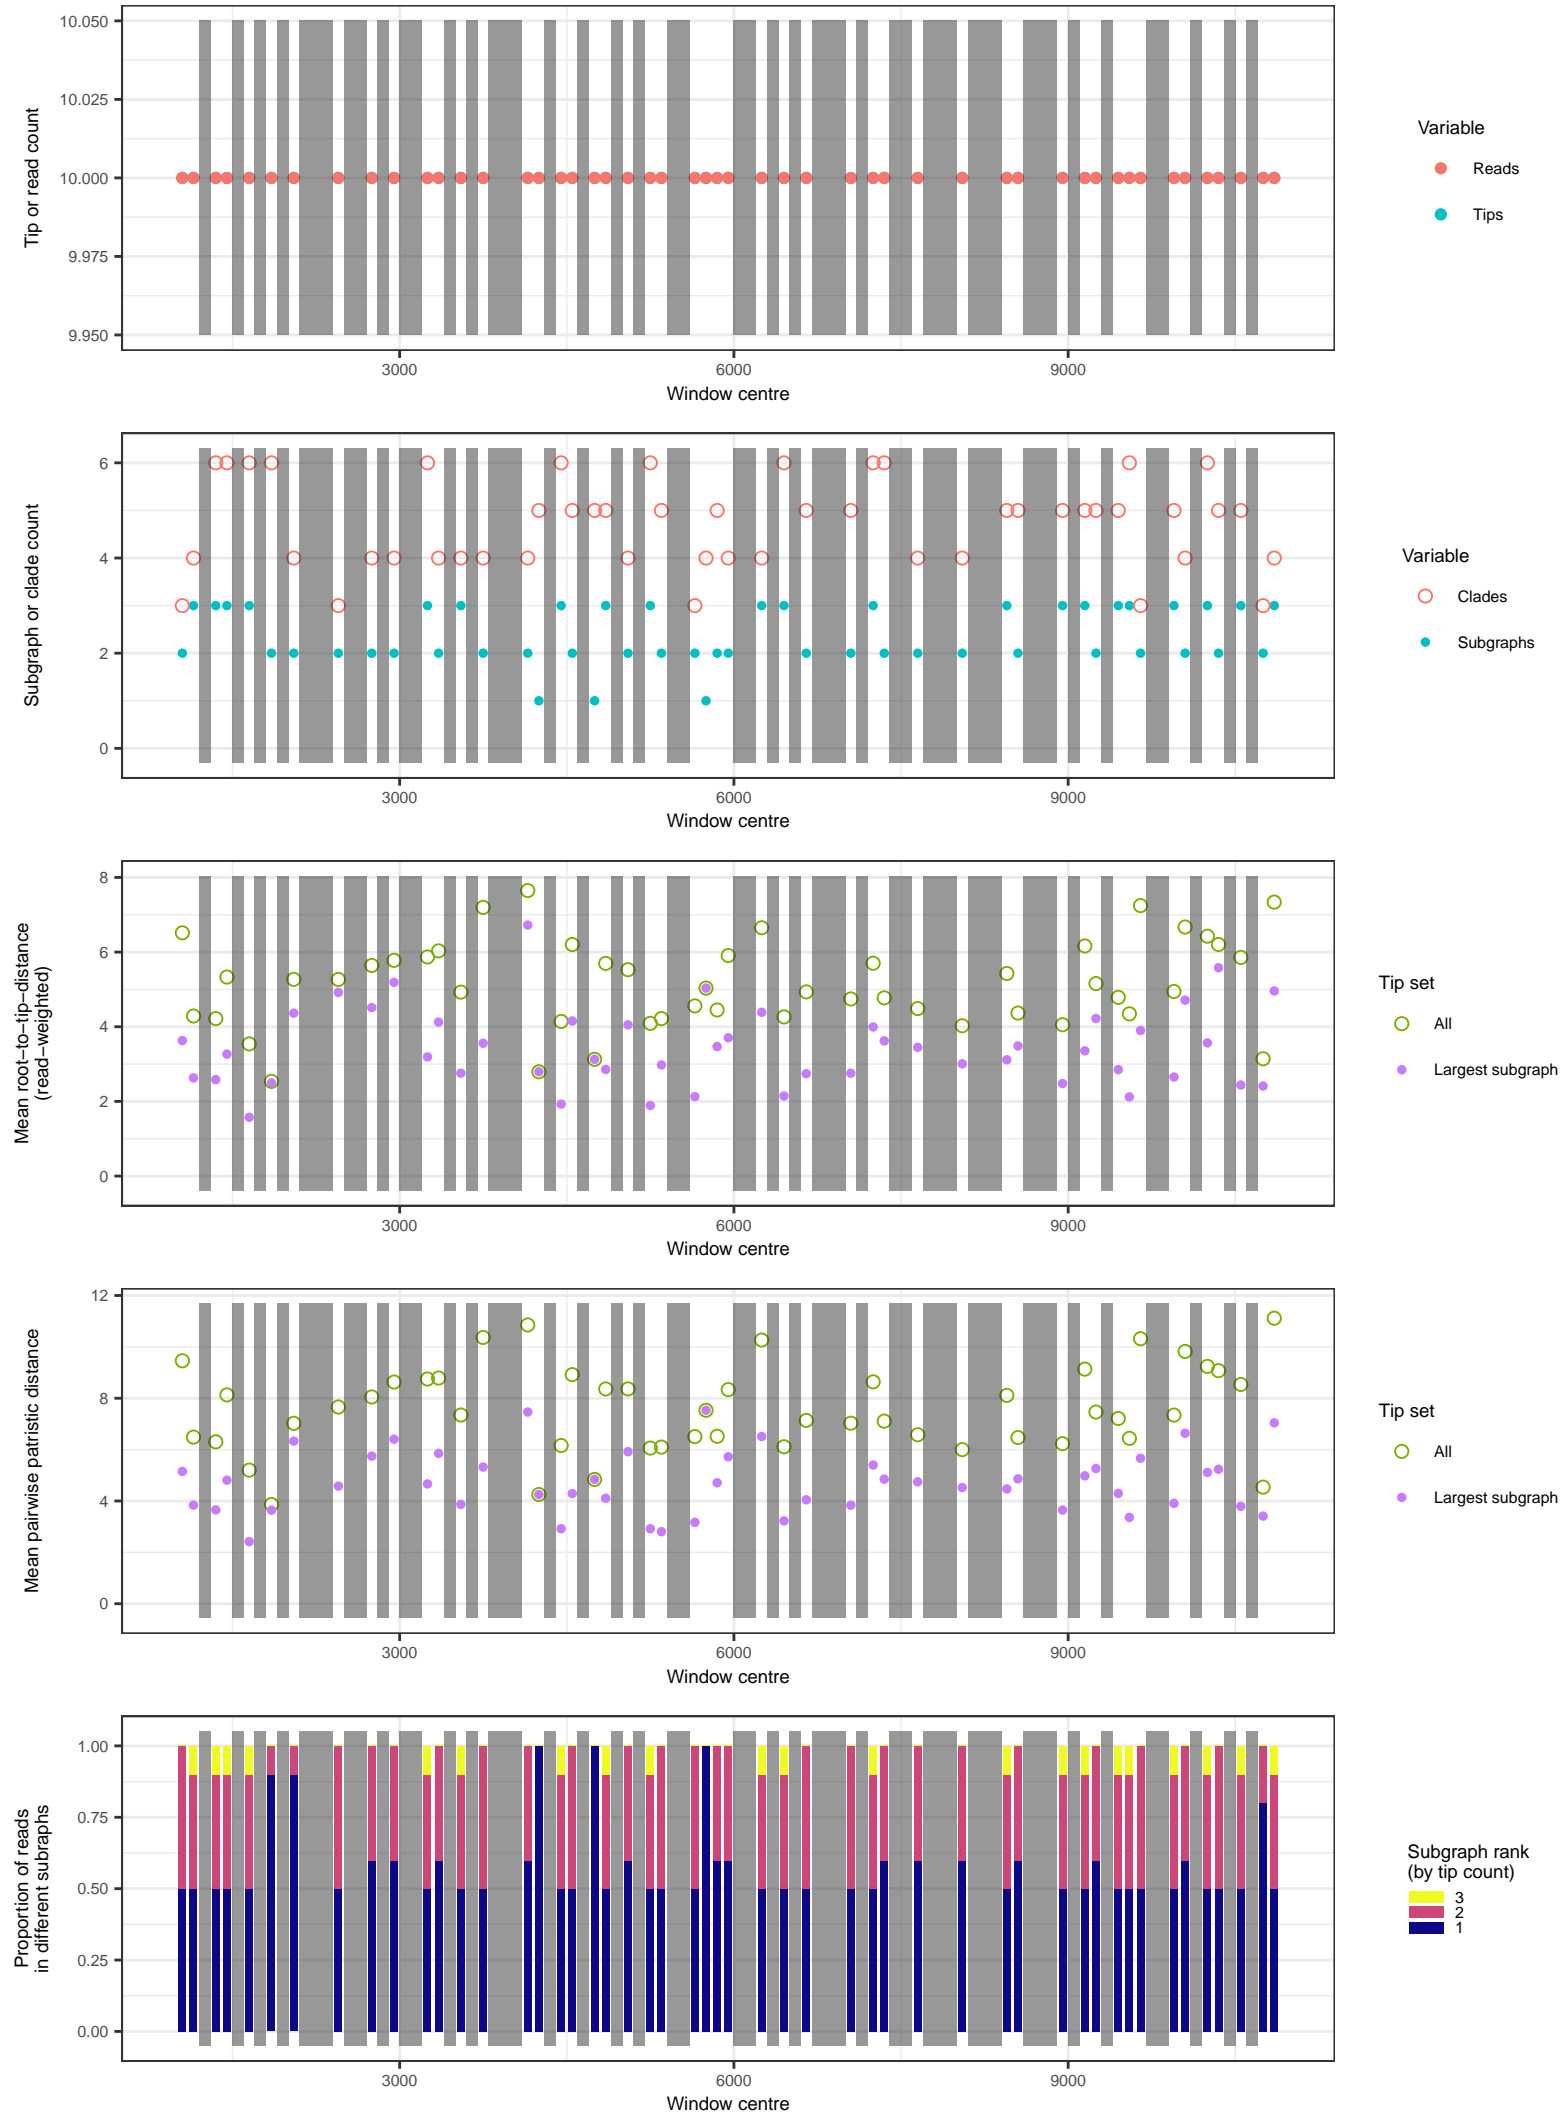 10.050
10.025
10.000
9.975
9.950
Tip or read count
3000 6000 9000
Window centre
Variable
Reads
Tips
6
4
2
0
Subgraph or clade count
3000 6000 9000
Window centre
Variable
Clades
Subgraphs
8
6
4
2
0
Mean root−to−tip−distance
(read−weighted)
3000 6000 9000
Window centre
Tip set
All
Largest subgraph
12
8
4
0
Mean pairwise patristic distance
3000 6000 9000
Window centre
Tip set
All
Largest subgraph
1.00
0.75
0.50
0.25
0.00
Proportion of reads
in different subraphs
3000 6000 9000
Window centre
Subgraph rank
(by tip count)
3
2
1